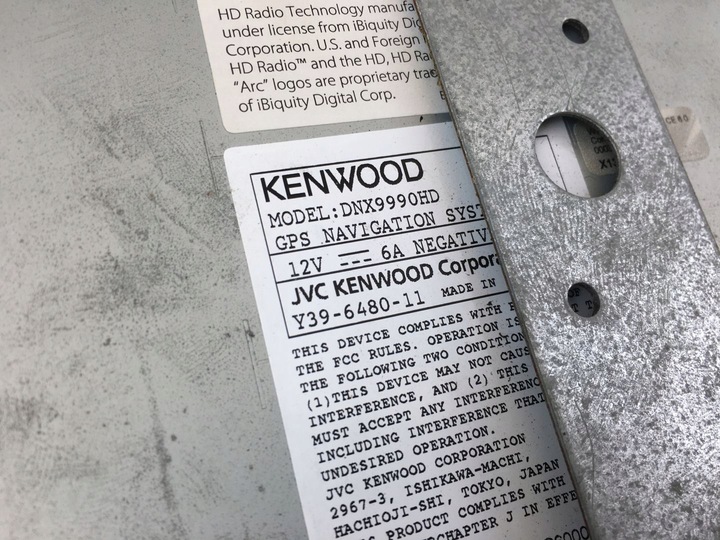 HD Radio Technology manufa
under license from iBiquity Dig
Corporation. U.S. and Foreign
HD Radio™ and the HD, HD Ra
"Arc" logos are proprietary trad
of iBiquity Digital Corp.
KENWOOD
MODEL:DNX9990HD
GPS NAVIGATION SYST
12V ⎓ 6A NEGATIV
JVC KENWOOD Corpora
Y39-6480-11 MADE IN
THIS DEVICE COMPLIES WITH P
THE FCC RULES. OPERATION IS
THE FOLLOWING TWO CONDITION
(1)THIS DEVICE MAY NOT CAUS
INTERFERENCE, AND (2) THIS
MUST ACCEPT ANY INTERFERENC
INCLUDING INTERFERENCE THAT
UNDESIRED OPERATION.
JVC KENWOOD CORPORATION
2967-3, ISHIKAWA-MACHI,
HACHIOJI-SHI, TOKYO, JAPAN
PRODUCT COMPLIES WITH
CHAPTER J IN EFFE